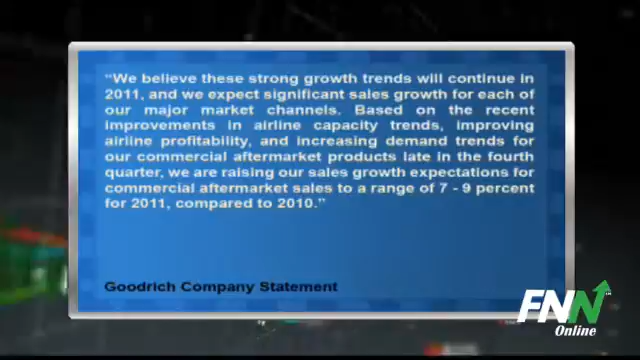 “We believe these strong growth trends will continue in
2011, and we expect significant sales growth for each of
our major market channels. Based on the recent
improvements in airline capacity trends, improving
airline profitability, and increasing demand trends for
our commercial aftermarket products late in the fourth
quarter, we are raising our sales growth expectations for
commercial aftermarket sales to a range of 7 - 9 percent
for 2011, compared to 2010.”
Goodrich Company Statement
FNN
Online